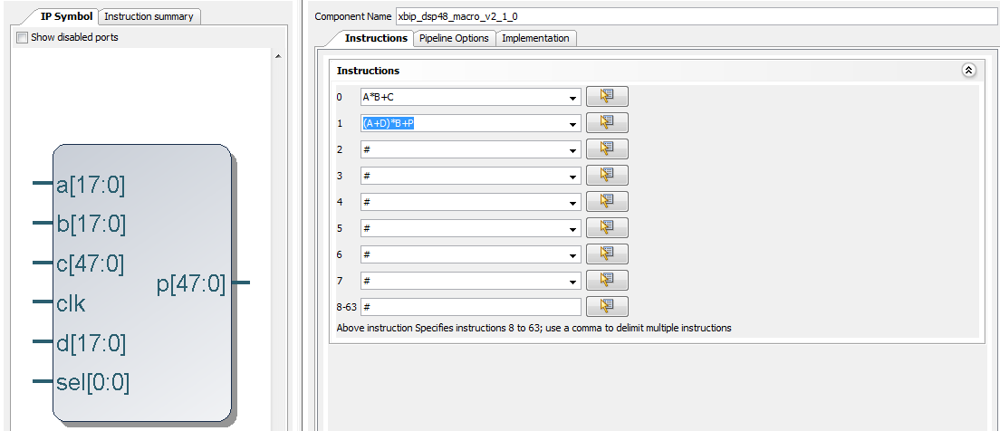 IP Symbol
Instruction summary
Show disabled ports
a[17:0]
b[17:0]
c[47:0]
clk
d[17:0]
sel[0:0]
p[47:0]
Component Name xbip_dsp48_macro_v2_1_0
Instructions
Pipeline Options
Implementation
Instructions
0 A*B+C
1 (A+D)*B+P
2 #
3 #
4 #
5 #
6 #
7 #
8-63 #
Above instruction Specifies instructions 8 to 63; use a comma to delimit multiple instructions